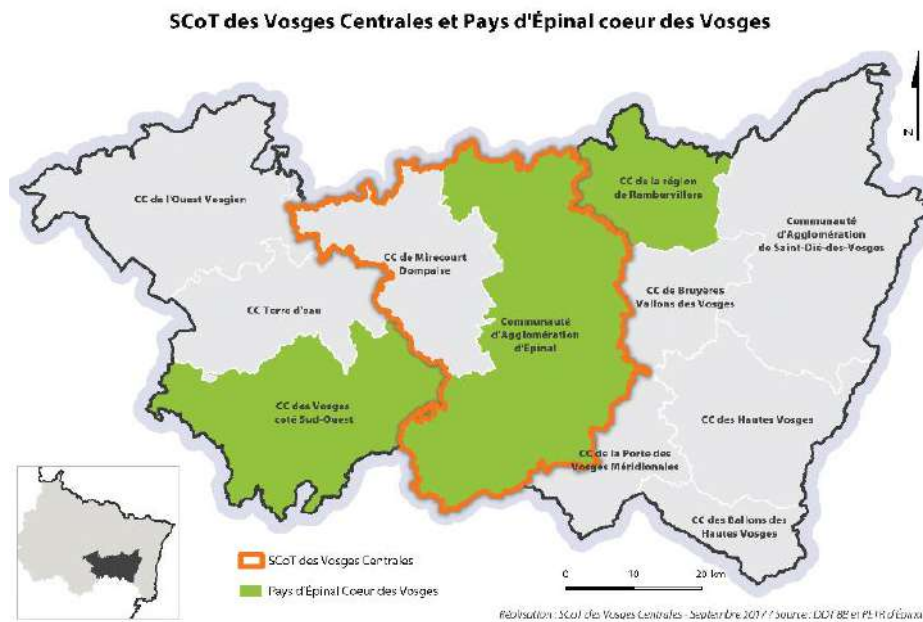 SCoT des Vosges Centrales et Pays d'Épinal coeur des Vosges
N
CC de l'Ouest Vosgien
CC de la région
de Rambervillers
Communauté
d'Agglomération
de Saint-Dié-des-Vosges
CC de Mirecourt
Dompaire
CC de Bruyères
Vallons des Vosges
CC Terre d'eau
Communauté
d'Agglomération
d'Épinal
CC des Vosges
coté Sud-Ouest
CC des Hautes Vosges
CC de la Porte des
Vosges Méridionales
CC des Ballons des
Hautes Vosges
SCoT des Vosges Centrales
Pays d'Épinal Coeur des Vosges
0 10 20 km
Réalisation : SCoT des Vosges Centrales - Septembre 2017 / Source : DDT 88 et PETR d'Épinal